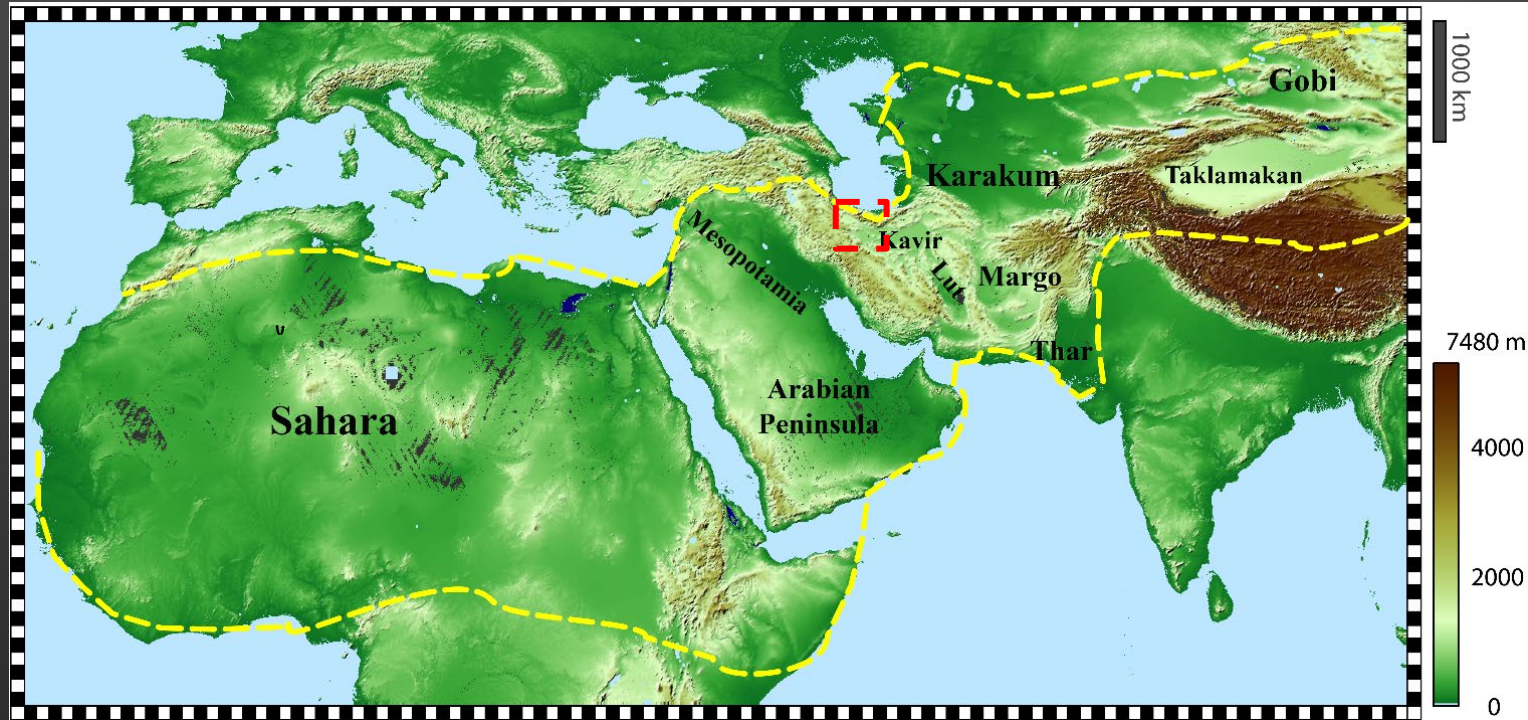 Gobi
1000 km
Karakum
Taklamakan
Kavir
Mesopotamia
Lut
Margo
v
7480 m
Thar
Arabian
Peninsula
Sahara
4000
2000
0